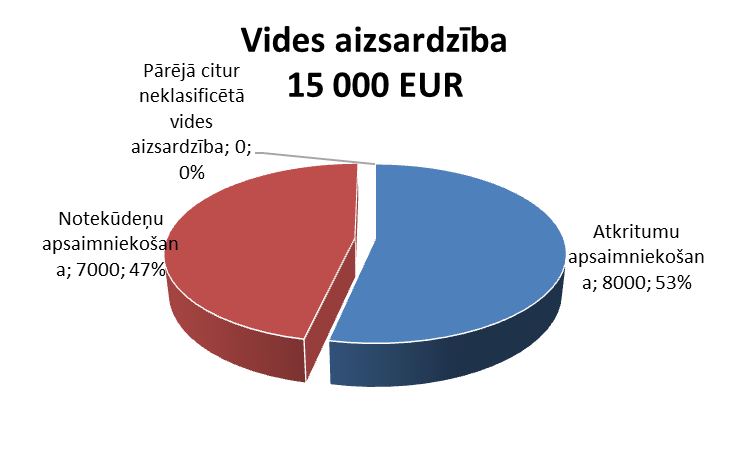 Vides aizsardzība
15 000 EUR
Pārējā citur
neklasificētā
vides
aizsardzība; 0;
0%
Notekūdeņu
apsaimniekošan
a; 7000; 47%
Atkritumu
apsaimniekošan
a; 8000; 53%